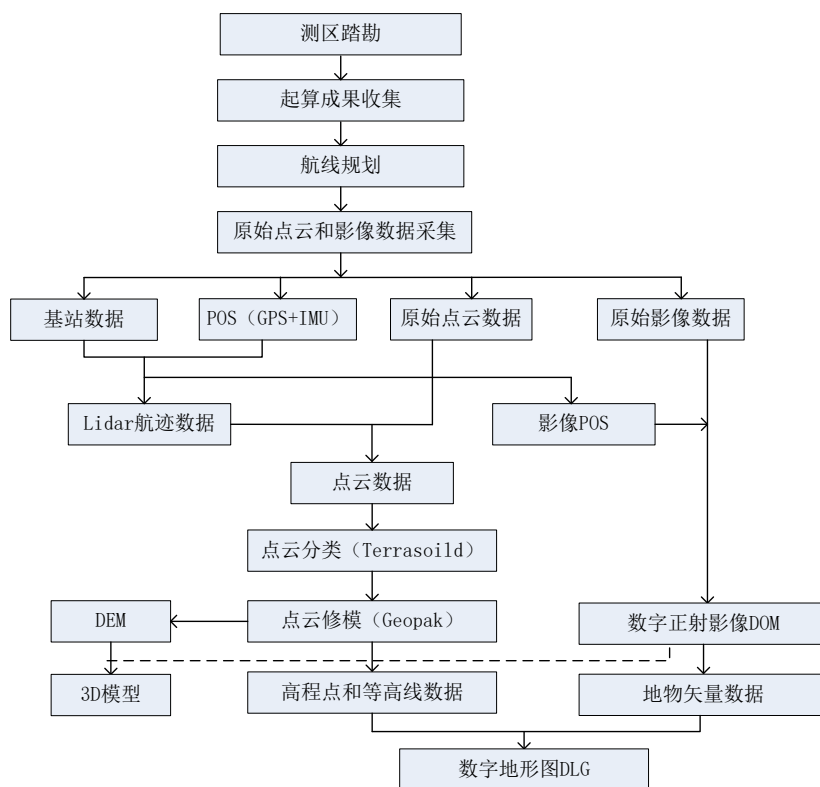 测区踏勘
起算成果收集
航线规划
原始点云和影像数据采集
基站数据
POS（GPS+IMU）
原始点云数据
原始影像数据
Lidar航迹数据
影像POS
点云数据
点云分类（Terrasoild）
DEM
点云修模（Geopak）
数字正射影像DOM
3D模型
高程点和等高线数据
地物矢量数据
数字地形图DLG